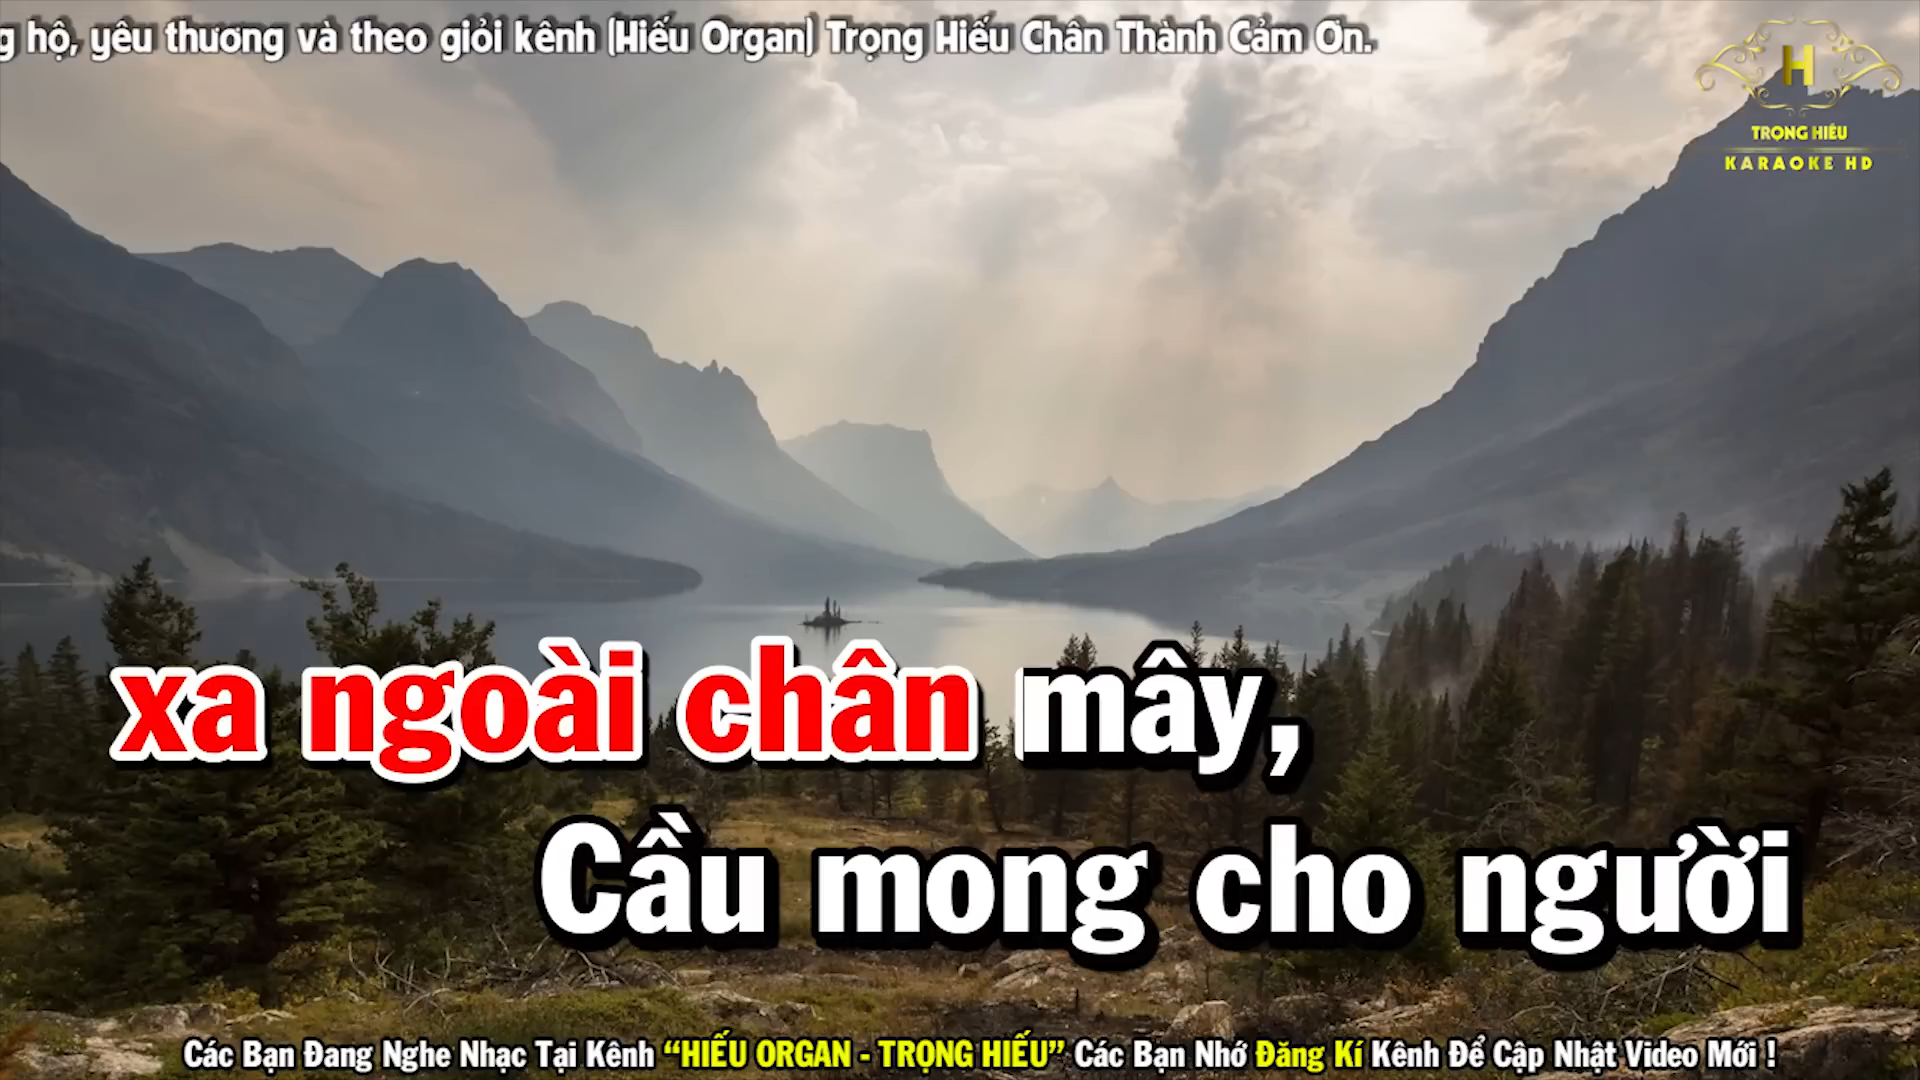 hộ, yêu thương và theo giỏi kênh (Hiếu Organ) Trọng Hiếu Chân Thành Cảm Ơn.
H
TRỌNG HIẾU
KARAOKE HD
xa ngoài chân mây,
Cầu mong cho người
Các Bạn Đang Nghe Nhạc Tại Kênh “HIẾU ORGAN - TRỌNG HIẾU” Các Bạn Nhớ Đăng Kí Kênh Để Cập Nhật Video Mới !